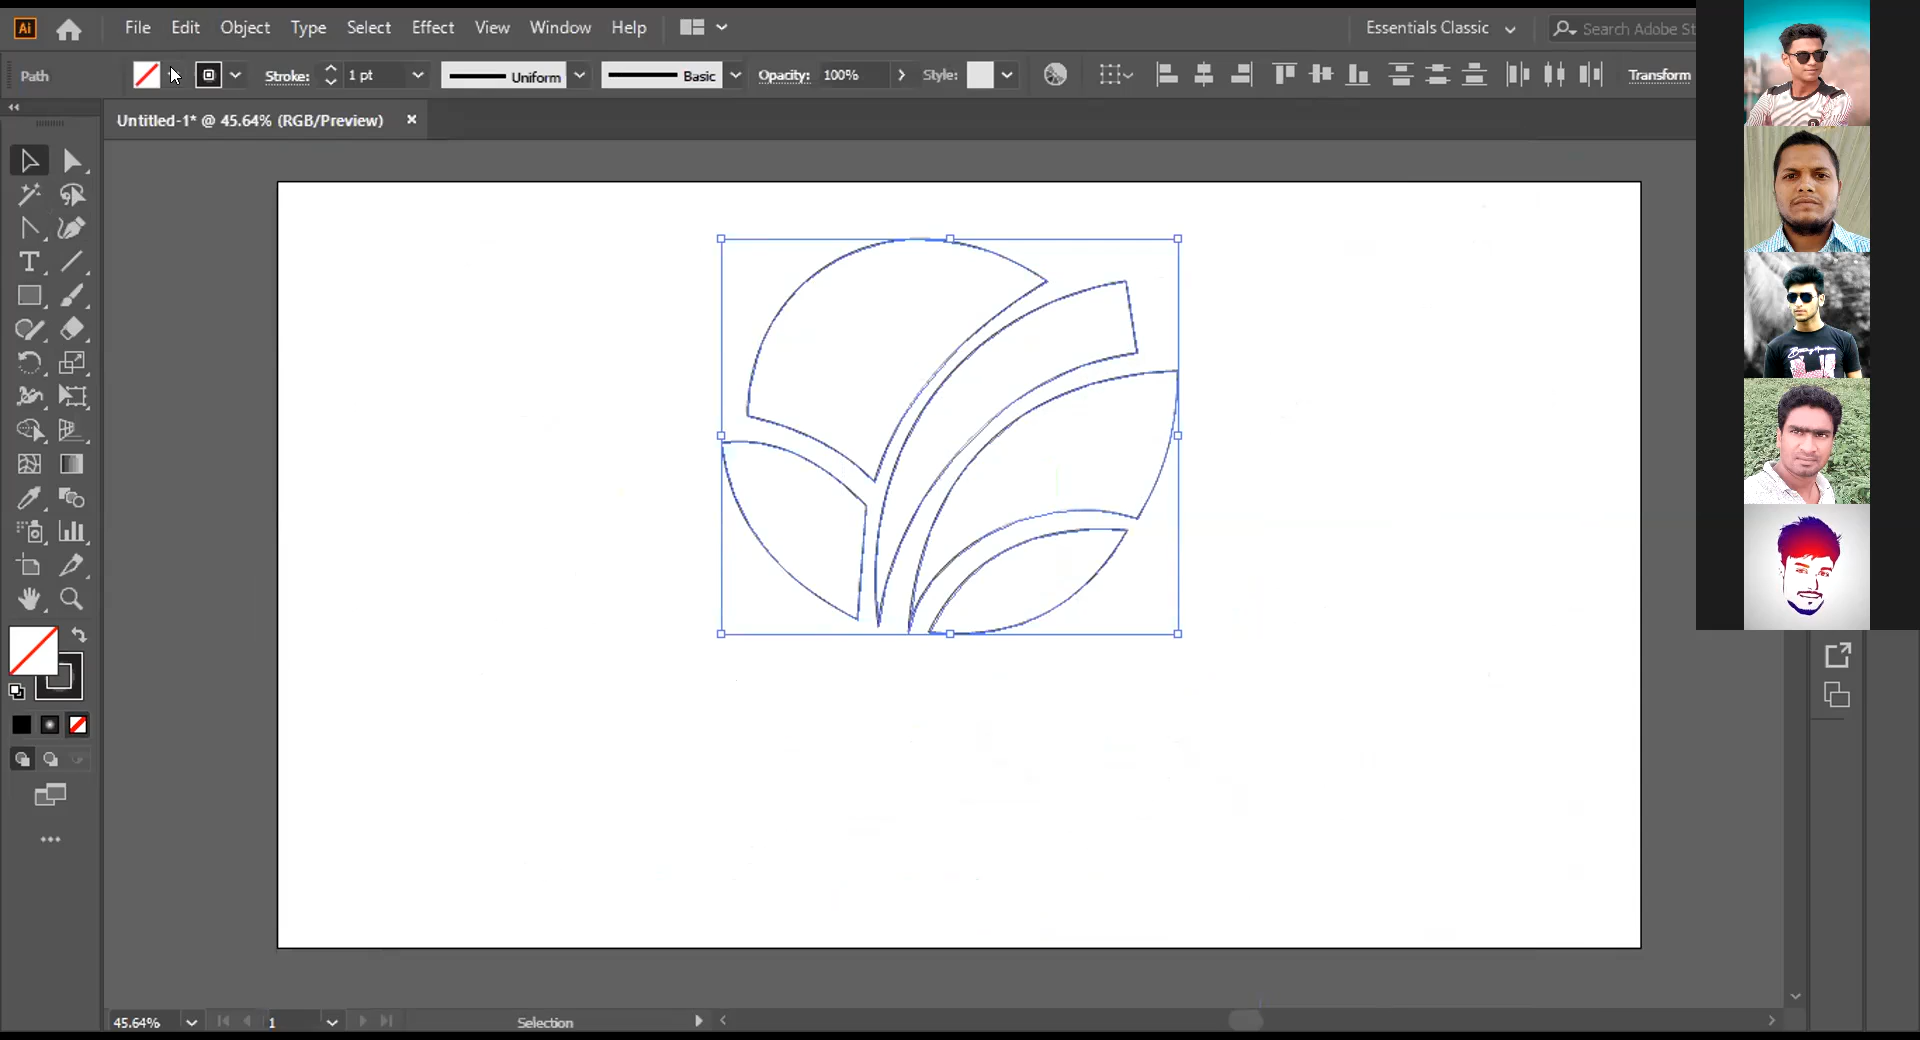 Ai File Edit Object Type Select Effect View Window Help Essentials Classic Search Adobe St
Path Stroke: 1 pt Uniform Basic Opacity: 100% Style: Transform
Untitled-1* @ 45.64% (RGB/Preview) ×
45.64% 1 Selection